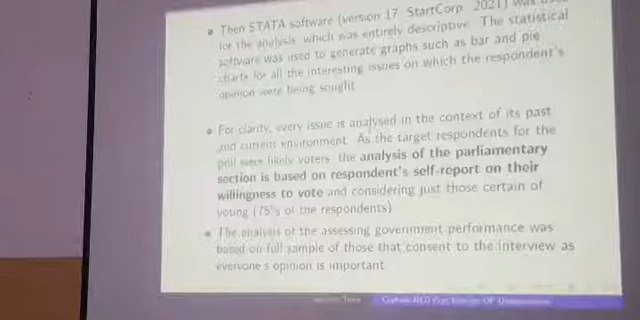 Then STATA software (version 17 StartCorp 2021) was used
for the analysis, which was entirely descriptive. The statistical
software was used to generate graphs such as bar and pie
charts for all the interesting issues on which the respondent's
opinion were being sought
For clarity, every issue is analysed in the context of its past
and current environment. As the target respondents for the
poll were likely voters, the analysis of the parliamentary
section is based on respondent's self-report on their
willingness to vote and considering just those certain of
voting (75% of the respondents)
The analysis of the assessing government performance was
based on full sample of those that consent to the interview as
everyone's opinion is important